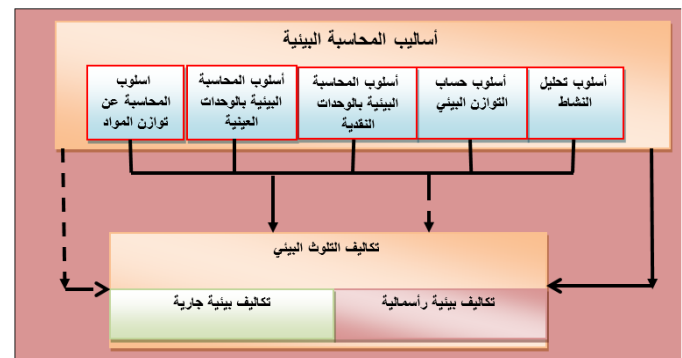 أساليب المحاسبة البيئية
أسلوب تحليل
النشاط
أسلوب حساب
التوازن البيئي
أسلوب المحاسبة
البيئية بالوحدات
النقدية
أسلوب المحاسبة
البيئية بالوحدات
العينية
اسلوب
المحاسبة عن
توازن المواد
تكاليف التلوث البيئي
تكاليف بيئية رأسمالية
تكاليف بيئية جارية